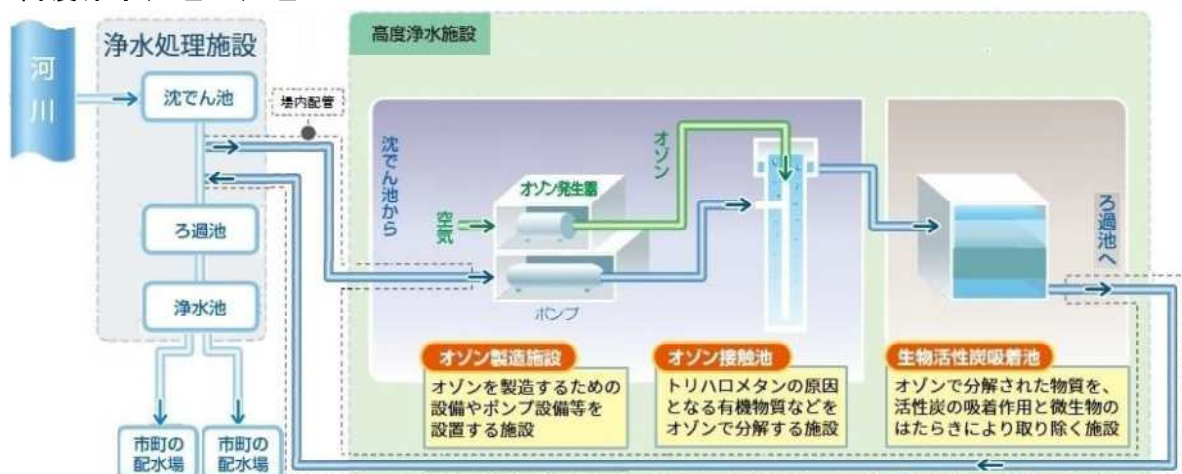 河
川
浄水処理施設
沈でん池
ろ過池
浄水池
市町の
配水場
市町の
配水場
場内配管
高度浄水施設
沈でん池から
空気
オゾン発生器
ポンプ
オゾン
ろ過池へ
オゾン製造施設
オゾンを製造するための
設備やポンプ設備等を
設置する施設
オゾン接触池
トリハロメタンの原因
となる有機物質などを
オゾンで分解する施設
生物活性炭吸着池
オゾンで分解された物質を、
活性炭の吸着作用と微生物の
はたらきにより取り除く施設